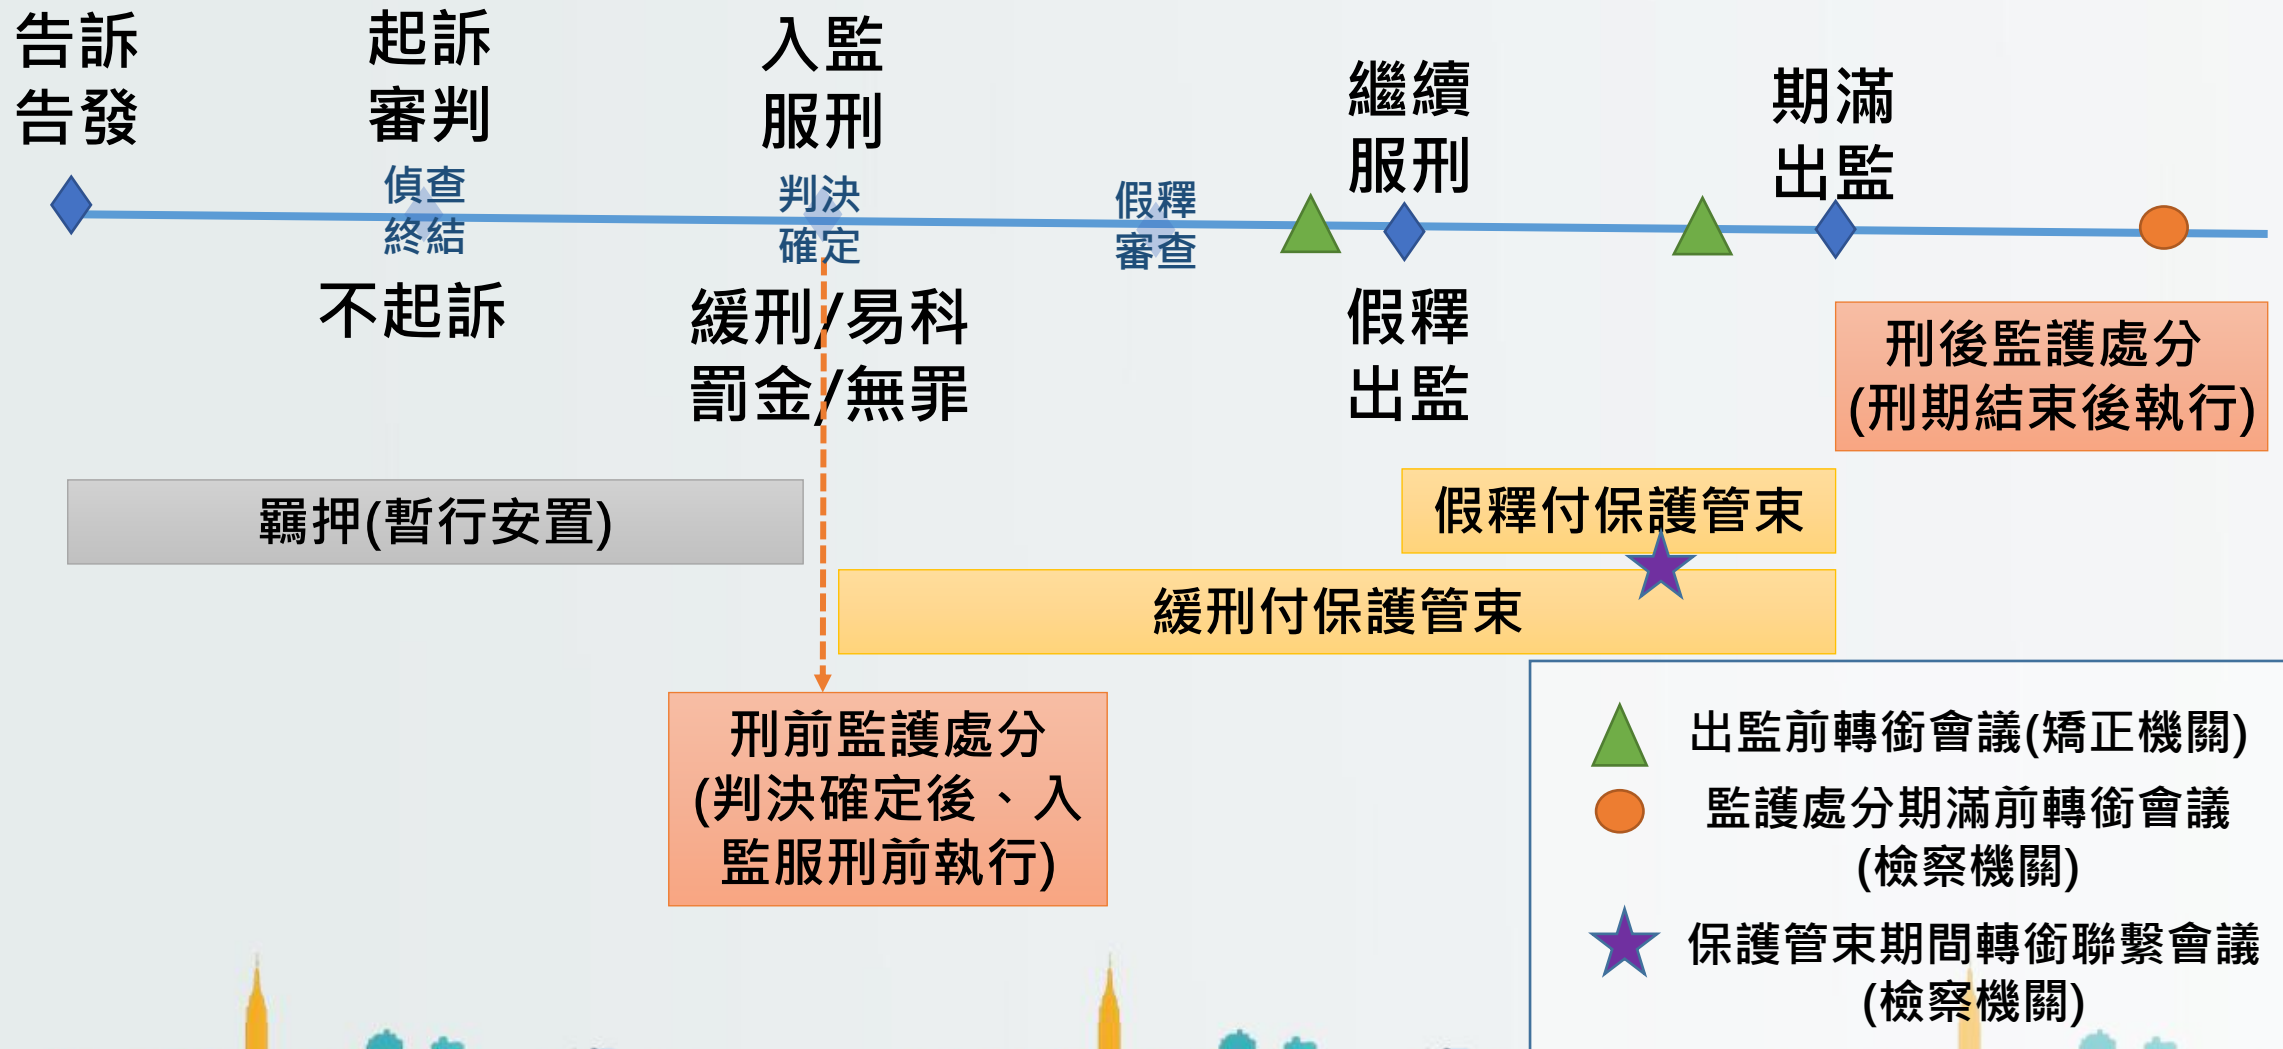 告訴
告發
起訴
審判
偵查
終結
不起訴
入監
服刑
判決
確定
緩刑/易科
罰金/無罪
假釋
審查
繼續
服刑
假釋
出監
期滿
出監
刑後監護處分
(刑期結束後執行)
羈押(暫行安置)
假釋付保護管束
緩刑付保護管束
刑前監護處分
(判決確定後、入
監服刑前執行)
出監前轉銜會議(矯正機關)
監護處分期滿前轉銜會議
(檢察機關)
保護管束期間轉銜聯繫會議
(檢察機關)